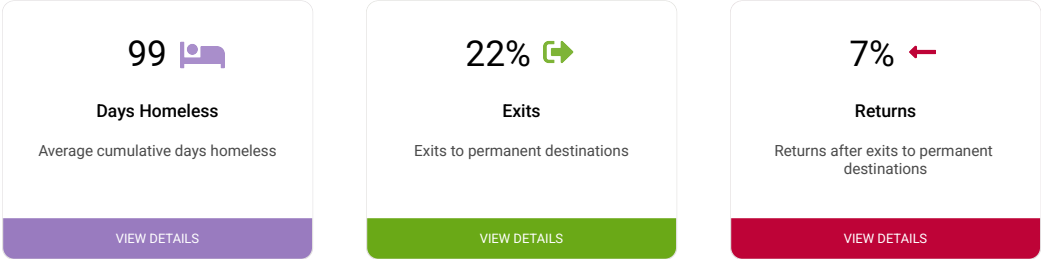 99
Days Homeless
Average cumulative days homeless
VIEW DETAILS
22%
Exits
Exits to permanent destinations
VIEW DETAILS
7%
Returns
Returns after exits to permanent
destinations
VIEW DETAILS